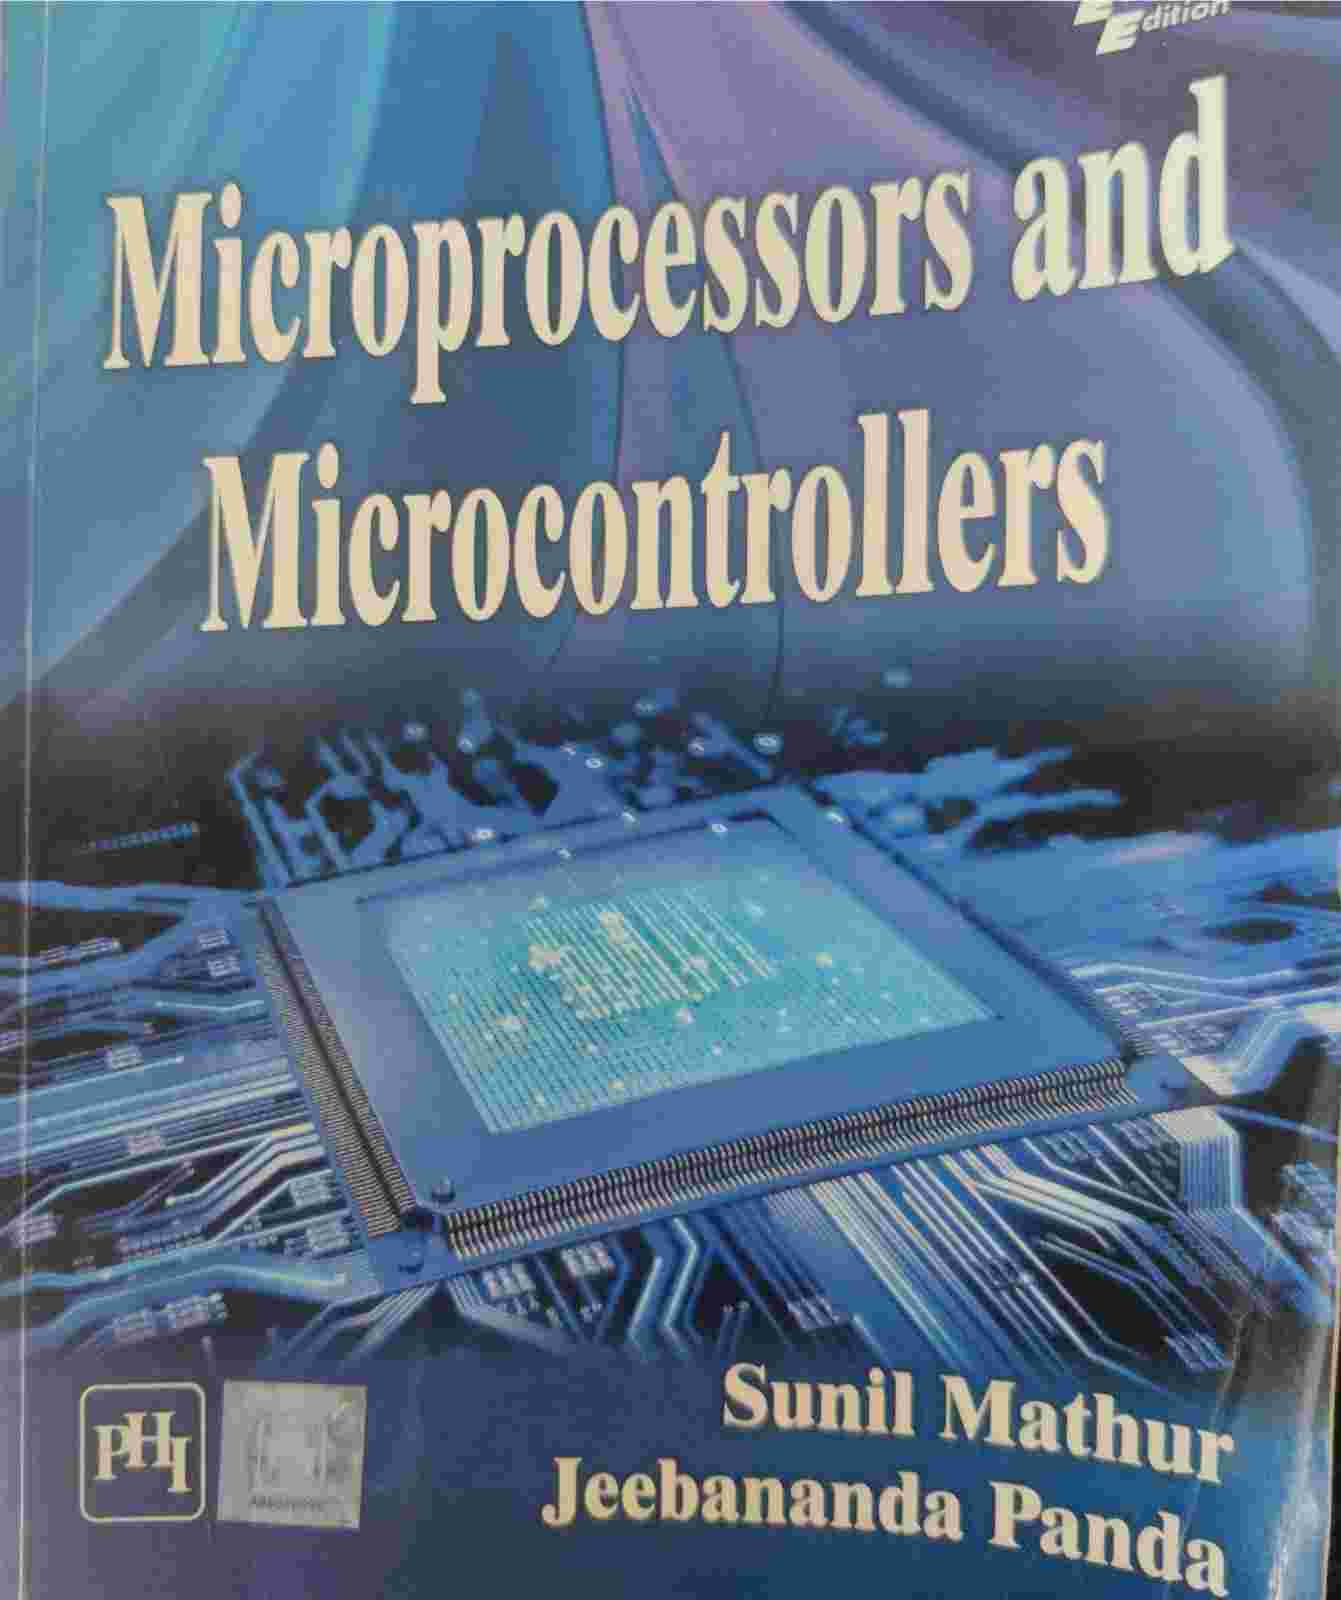 Edition
Microprocessors and
Microcontrollers
Sunil Mathur
Jeebananda Panda
PHI